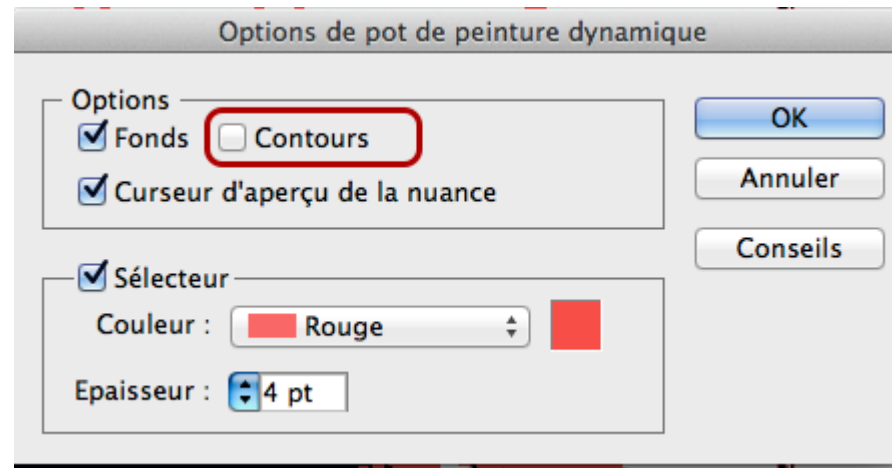 Options de pot de peinture dynamique
Options
Fonds Contours
Curseur d'aperçu de la nuance
OK
Annuler
Conseils
Sélecteur
Couleur : Rouge
Epaisseur : 4 pt